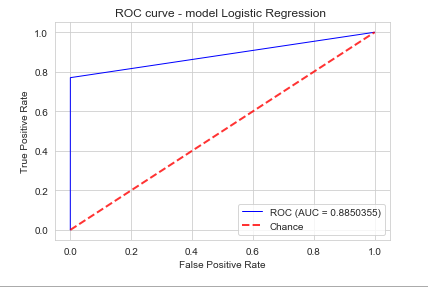 ROC curve - model Logistic Regression
1.0
0.8
0.6
0.4
0.2
0.0
True Positive Rate
ROC (AUC = 0.8850355)
Chance
0.0 0.2 0.4 0.6 0.8 1.0
False Positive Rate